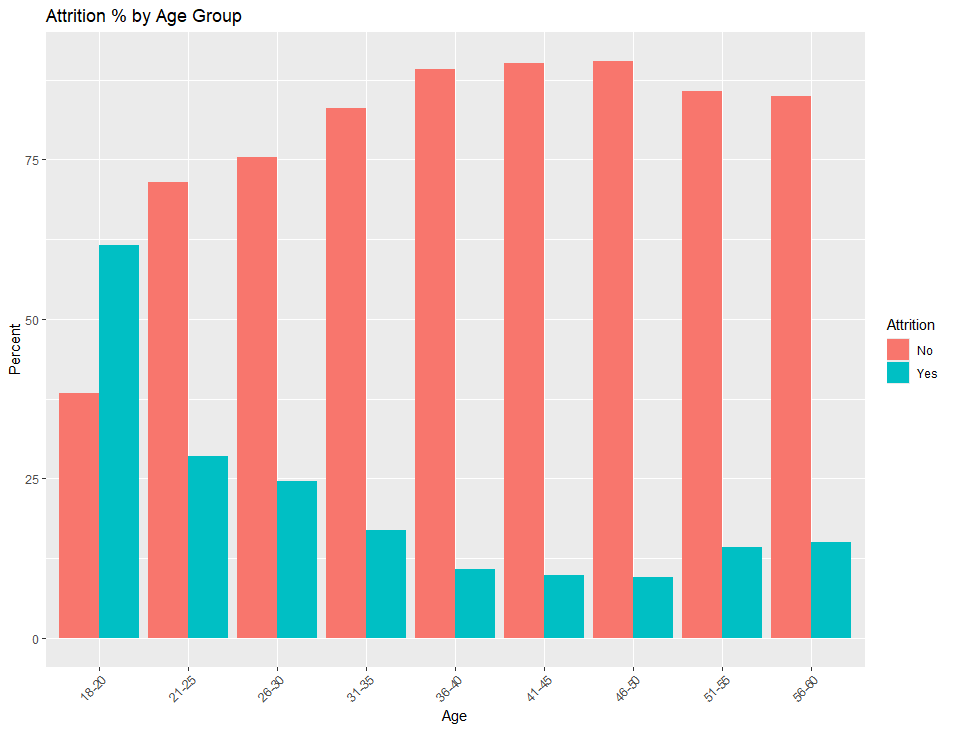 Attrition % by Age Group
Percent
75
50
25
0
18-20
21-25
26-30
31-35
36-40
41-45
46-50
51-55
56-60
Age
Attrition
No
Yes